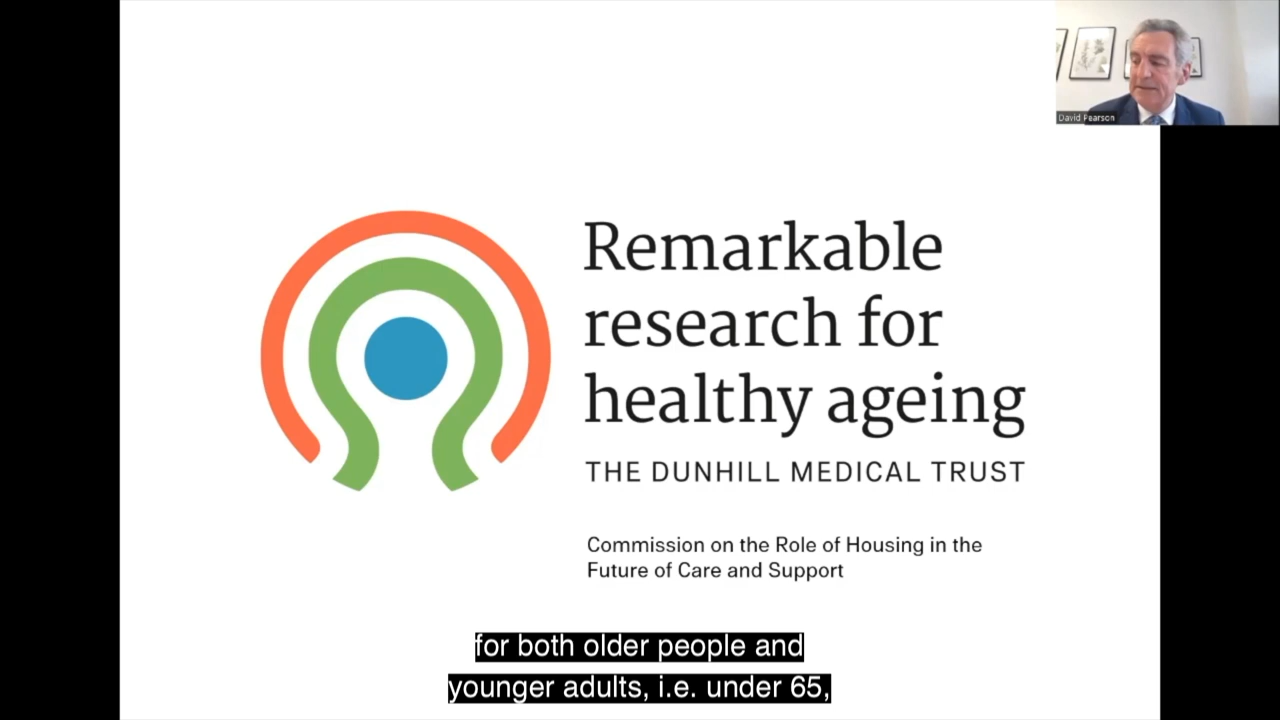 David Pearson
Remarkable
research for
healthy ageing
THE DUNHILL MEDICAL TRUST
Commission on the Role of Housing in the
Future of Care and Support
for both older people and
younger adults, i.e. under 65,